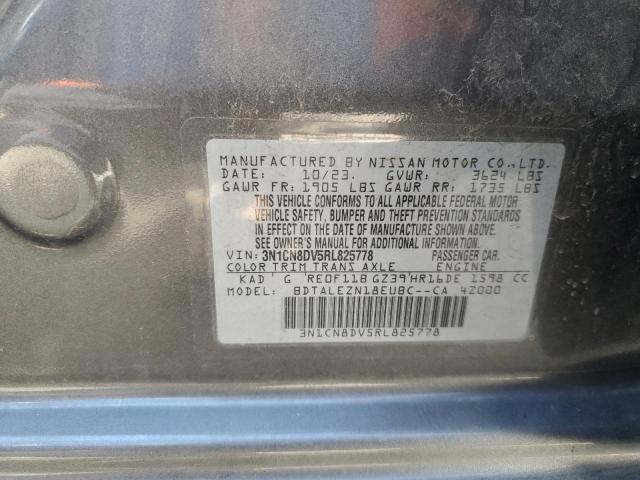 MANUFACTURED BY NISSAN MOTOR CO.,LTD.
DATE: 10/23. GVWR: 3624 LBS
GAWR FR: 1905 LBS GAWR RR: 1735 LBS
THIS VEHICLE CONFORMS TO ALL APPLICABLE FEDERAL MOTOR
VEHICLE SAFETY, BUMPER AND THEFT PREVENTION STANDARDS
IN EFFECT ON THE DATE OF MANUFACTURE SHOWN ABOVE.
SEE OWNER'S MANUAL FOR ADDITIONAL INFORMATION.
VIN: 3N1CN8DV5RL825778 PASSENGER CAR.
COLOR TRIM TRANS AXLE ENGINE
KAD G RE0F11B GZ39 HR16DE 1598 CC
MODEL: BDTALEZN18EUBC--CA 42000
3N1CN8DV5RL825778